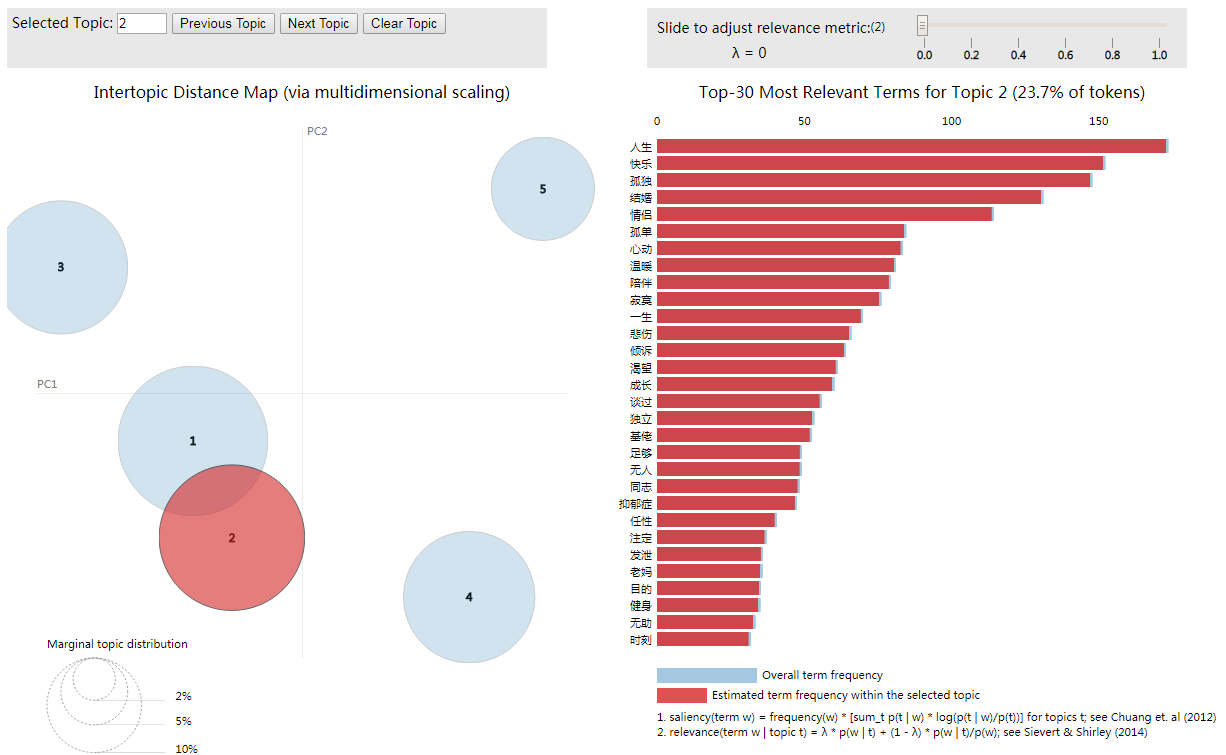 Selected Topic: 2 Previous Topic Next Topic Clear Topic
Slide to adjust relevance metric:(2)
λ = 0
0.0 0.2 0.4 0.6 0.8 1.0
Intertopic Distance Map (via multidimensional scaling)
PC2
PC1
5
3
1
2
4
Marginal topic distribution
2%
5%
10%
Top-30 Most Relevant Terms for Topic 2 (23.7% of tokens)
0 50 100 150
人生
快乐
孤独
结婚
情侣
孤单
心动
温暖
陪伴
寂寞
一生
悲伤
倾诉
渴望
成长
谈过
独立
基佬
足够
无人
同志
抑郁症
任性
注定
发泄
老妈
目的
健身
无助
时刻
Overall term frequency
Estimated term frequency within the selected topic
1. saliency(term w) = frequency(w) * [sum_t p(t | w) * log(p(t | w)/p(t))] for topics t; see Chuang et. al (2012)
2. relevance(term w | topic t) = λ * p(w | t) + (1 - λ) * p(w | t)/p(w); see Sievert & Shirley (2014)